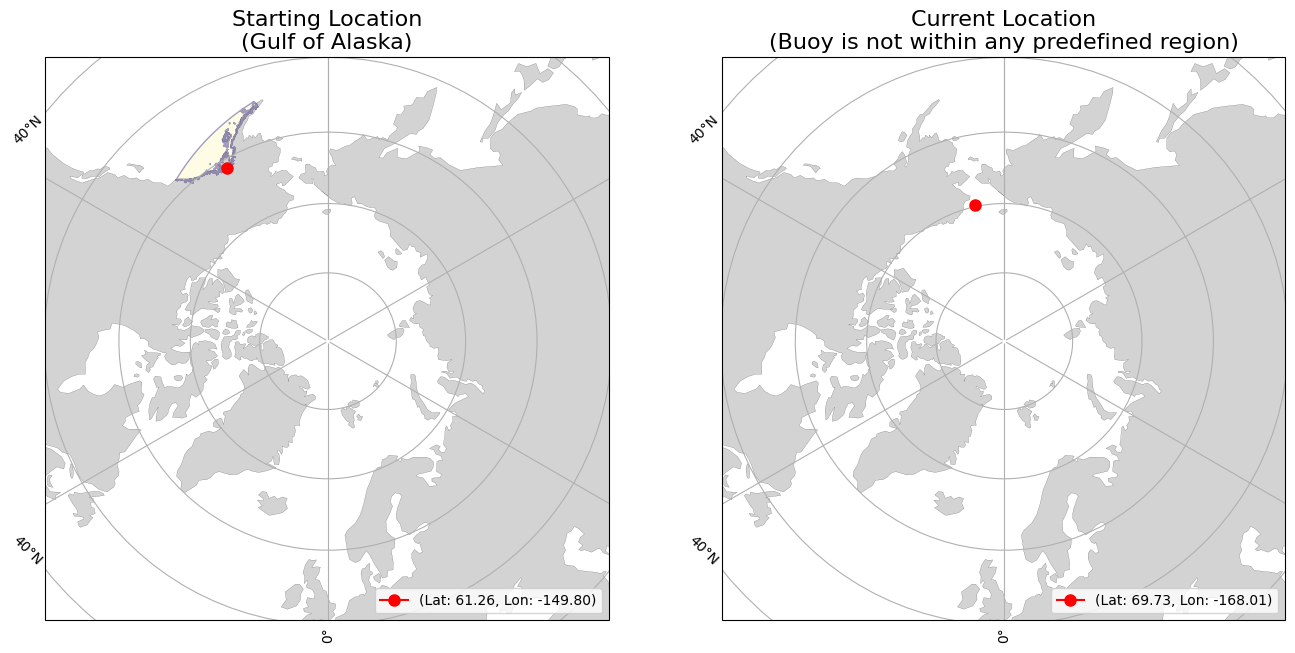 Starting Location
(Gulf of Alaska)
40°N
40°N
0°
(Lat: 61.26, Lon: -149.80)
Current Location
(Buoy is not within any predefined region)
40°N
40°N
0°
(Lat: 69.73, Lon: -168.01)